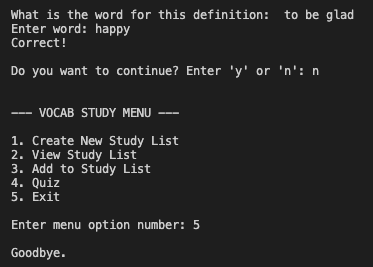 What is the word for this definition:  to be glad
Enter word: happy
Correct!
Do you want to continue? Enter 'y' or 'n': n
--- VOCAB STUDY MENU ---
1. Create New Study List
2. View Study List
3. Add to Study List
4. Quiz
5. Exit
Enter menu option number: 5
Goodbye.